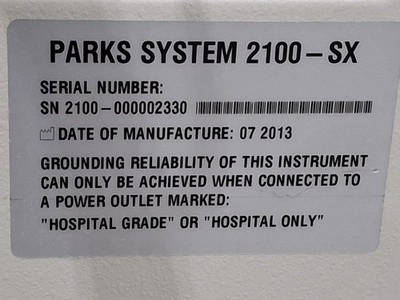 PARKS SYSTEM 2100-SX
SERIAL NUMBER:
SN 2100-000002330
DATE OF MANUFACTURE: 07 2013
GROUNDING RELIABILITY OF THIS INSTRUMENT
CAN ONLY BE ACHIEVED WHEN CONNECTED TO
A POWER OUTLET MARKED:
"HOSPITAL GRADE" OR "HOSPITAL ONLY"